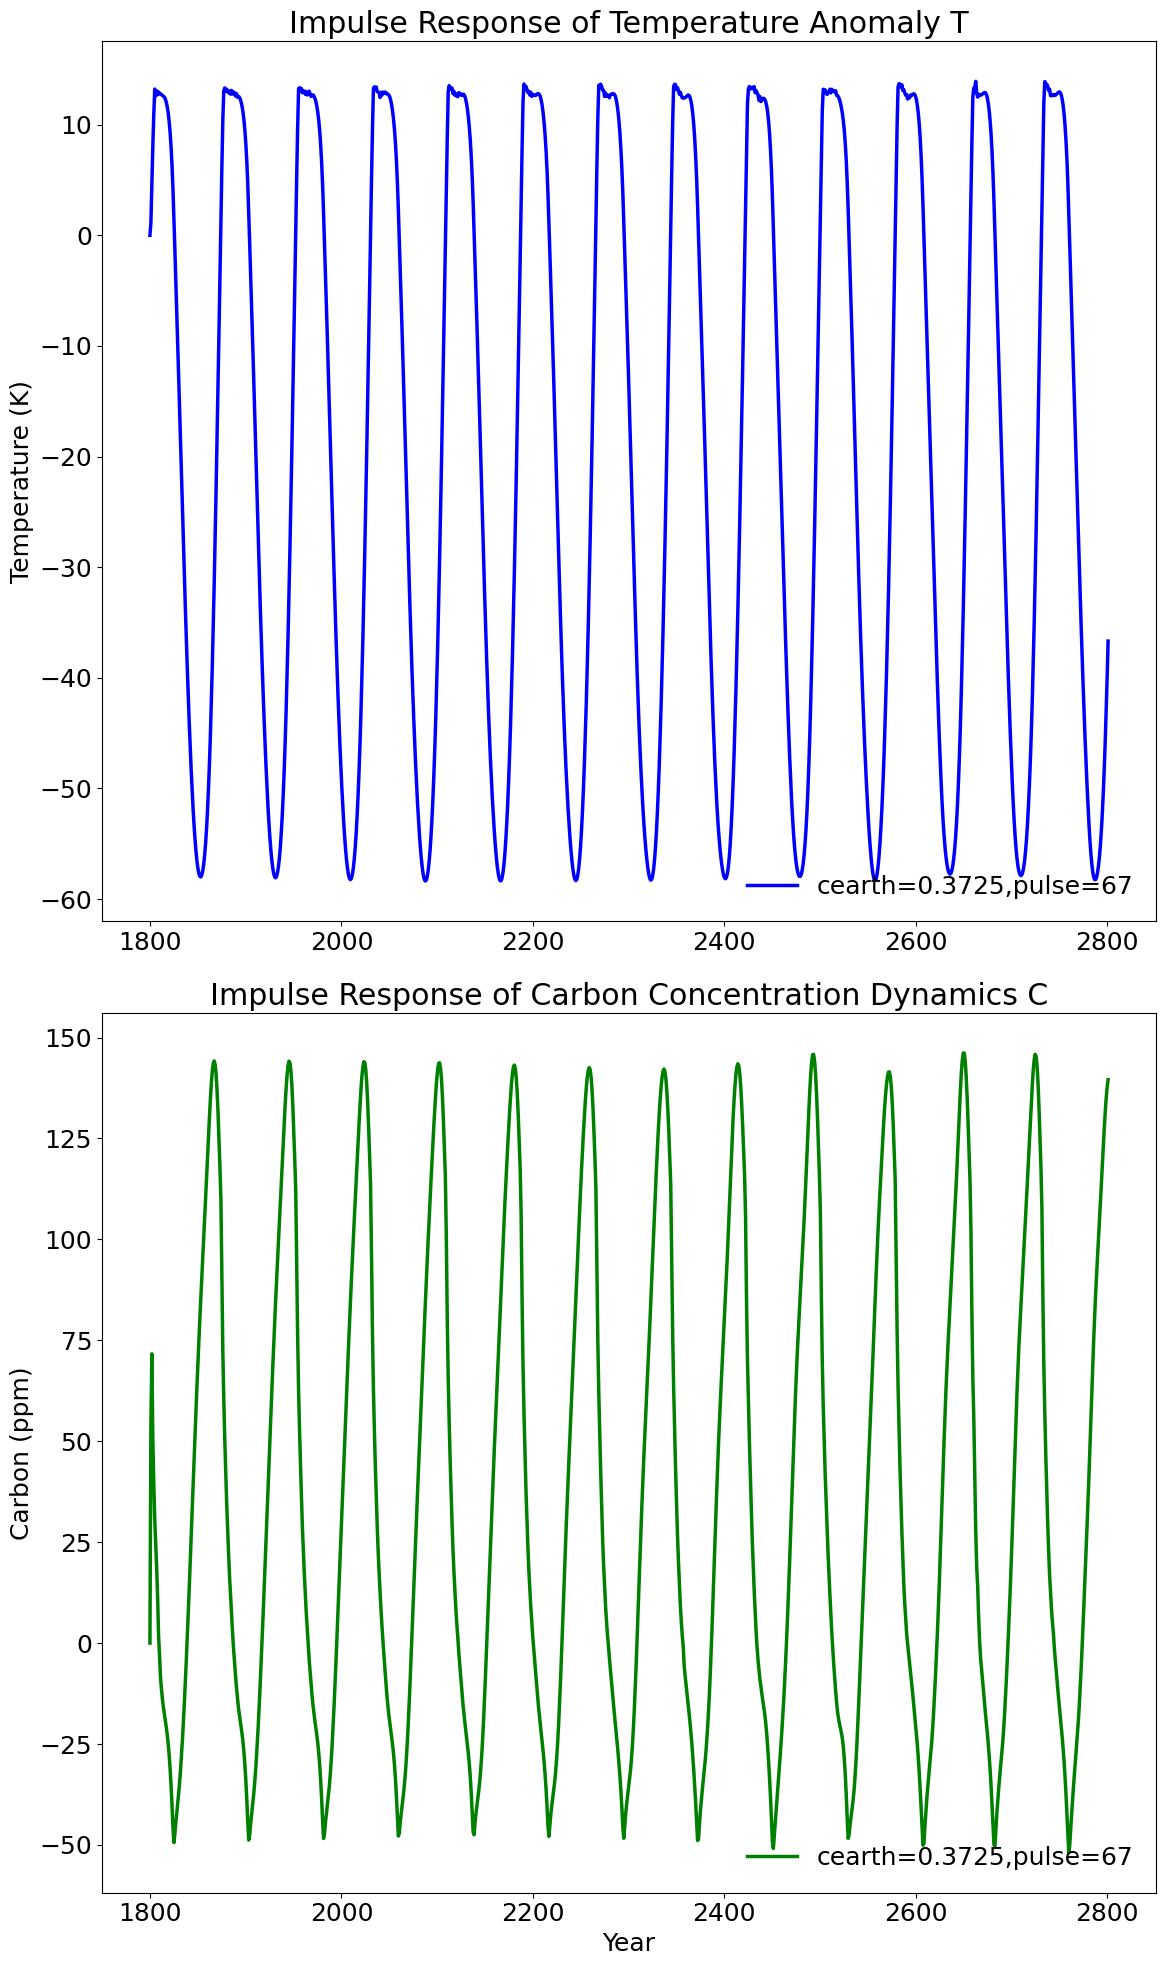 Impulse Response of Temperature Anomaly T
Temperature (K)
10
0
−10
−20
−30
−40
−50
−60
cearth=0.3725,pulse=67
1800 2000 2200 2400 2600 2800
Impulse Response of Carbon Concentration Dynamics C
Carbon (ppm)
150
125
100
75
50
25
0
−25
−50
cearth=0.3725,pulse=67
1800 2000 2200 2400 2600 2800
Year